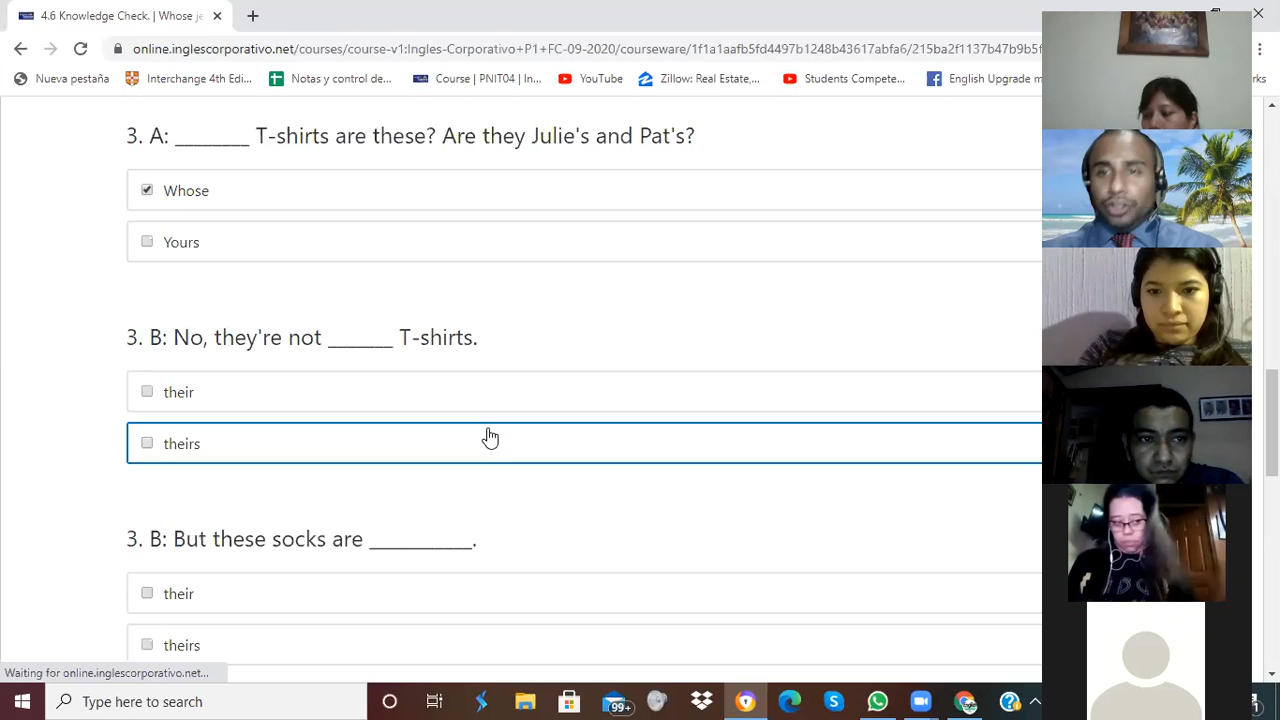 4.6 Knowledge Check. | Whose je
online.inglescorporativo.net/courses/course-v1:Ingles-Corporativo+P1+FC-09-2020/courseware/1f1a1aafb5fd4497b1248b43617abfa6/215ba2f1137b47b9b5f
Nueva pestaña
Interchange 4th Edi...
Notas y control de...
Course | PNIT04 | In...
YouTube
Zillow: Real Estate,...
Students Compete...
English Upgrade m
rks
3. A: ________ T-shirts are these? Are they Julie's and Pat's?
Whose
Yours
3. B: No, they're not _______ T-shirts.
their
theirs
3. B: But these socks are ___________.
their
theirs
Waiting for online.inglescorporativo.net...
Type here to search
99+